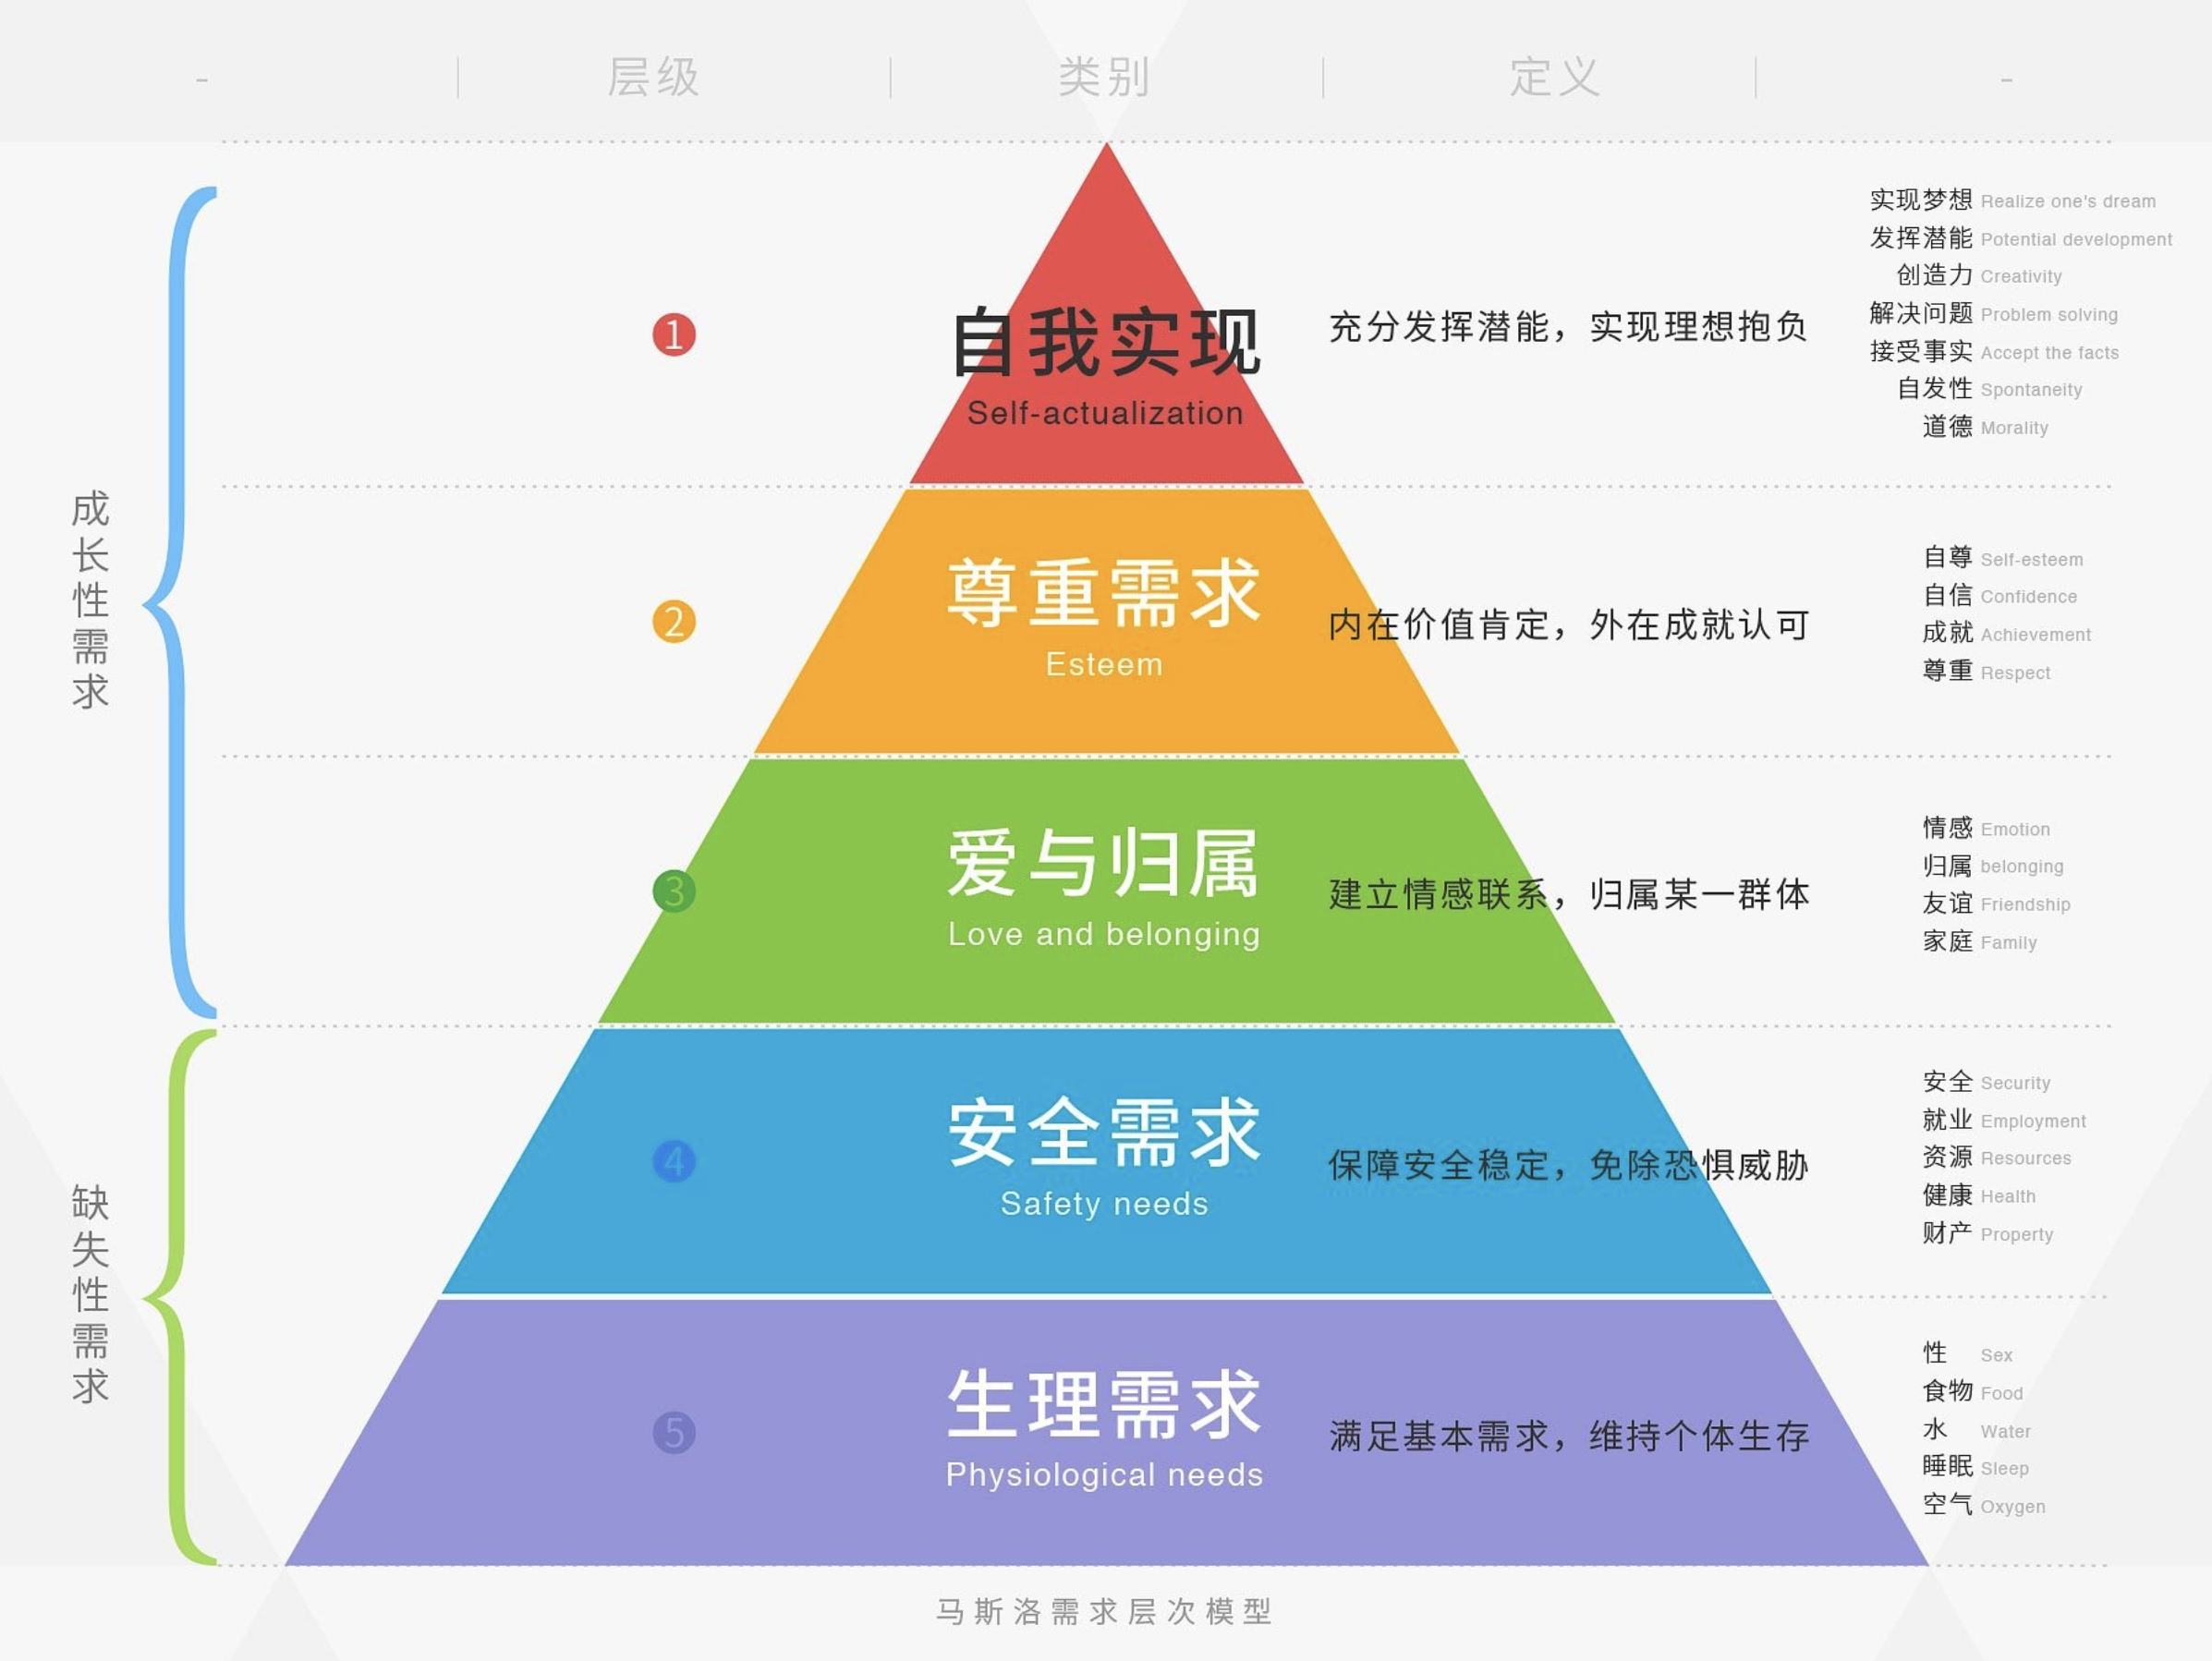 - 层级 类别 定义 -
成长性需求
1
自我实现
Self-actualization
充分发挥潜能，实现理想抱负
实现梦想 Realize one's dream
发挥潜能 Potential development
创造力 Creativity
解决问题 Problem solving
接受事实 Accept the facts
自发性 Spontaneity
道德 Morality
2
尊重需求
Esteem
内在价值肯定，外在成就认可
自尊 Self-esteem
自信 Confidence
成就 Achievement
尊重 Respect
3
爱与归属
Love and belonging
建立情感联系，归属某一群体
情感 Emotion
归属 belonging
友谊 Friendship
家庭 Family
缺失性需求
4
安全需求
Safety needs
保障安全稳定，免除恐惧威胁
安全 Security
就业 Employment
资源 Resources
健康 Health
财产 Property
5
生理需求
Physiological needs
满足基本需求，维持个体生存
性 Sex
食物 Food
水 Water
睡眠 Sleep
空气 Oxygen
马斯洛需求层次模型